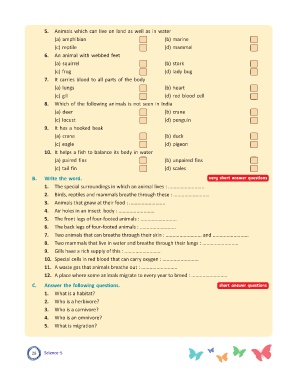 5. Animals which can live on land as well as in water
(a) amphibian (b) marine
(c) reptile (d) mammal
6. An animal with webbed feet
(a) squirrel (b) stork
(c) frog (d) lady bug
7. It carries blood to all parts of the body
(a) lungs (b) heart
(c) gill (d) red blood cell
8. Which of the following animals is not seen in India
(a) deer (b) crane
(c) locust (d) penguin
9. It has a hooked beak
(a) crane (b) duck
(c) eagle (d) pigeon
10. It helps a fish to balance its body in water
(a) paired fins (b) unpaired fins
(c) tail fin (d) scales
B. Write the word. very short answer questions
1. The special surroundings in which an animal lives : ........................
2. Birds, reptiles and mammals breathe through these : ........................
3. Animals that gnaw at their food : ........................
4. Air holes in an insect body : ........................
5. The front legs of four-footed animals : ........................
6. The back legs of four-footed animals : ........................
7. Two animals that can breathe through their skin : ........................ and ........................
8. Two mammals that live in water and breathe through their lungs : ........................
9. Gills have a rich supply of this : ........................
10. Special cells in red blood that can carry oxygen : ........................
11. A waste gas that animals breathe out : ........................
12. A place where some animals migrate to every year to breed : ........................
C. Answer the following questions. short answer questions
1. What is a habitat?
2. Who is a herbivore?
3. Who is a carnivore?
4. Who is an omnivore?
5. What is migration?
Science-5